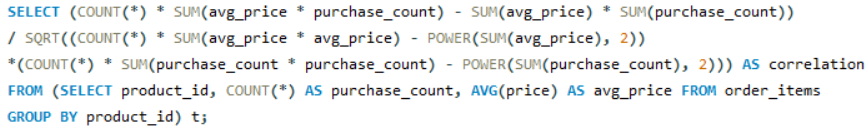 SELECT (COUNT(*) * SUM(avg_price * purchase_count) - SUM(avg_price) * SUM(purchase_count))
/ SQRT((COUNT(*) * SUM(avg_price * avg_price) - POWER(SUM(avg_price), 2))
*(COUNT(*) * SUM(purchase_count * purchase_count) - POWER(SUM(purchase_count), 2))) AS correlation
FROM (SELECT product_id, COUNT(*) AS purchase_count, AVG(price) AS avg_price FROM order_items
GROUP BY product_id) t;